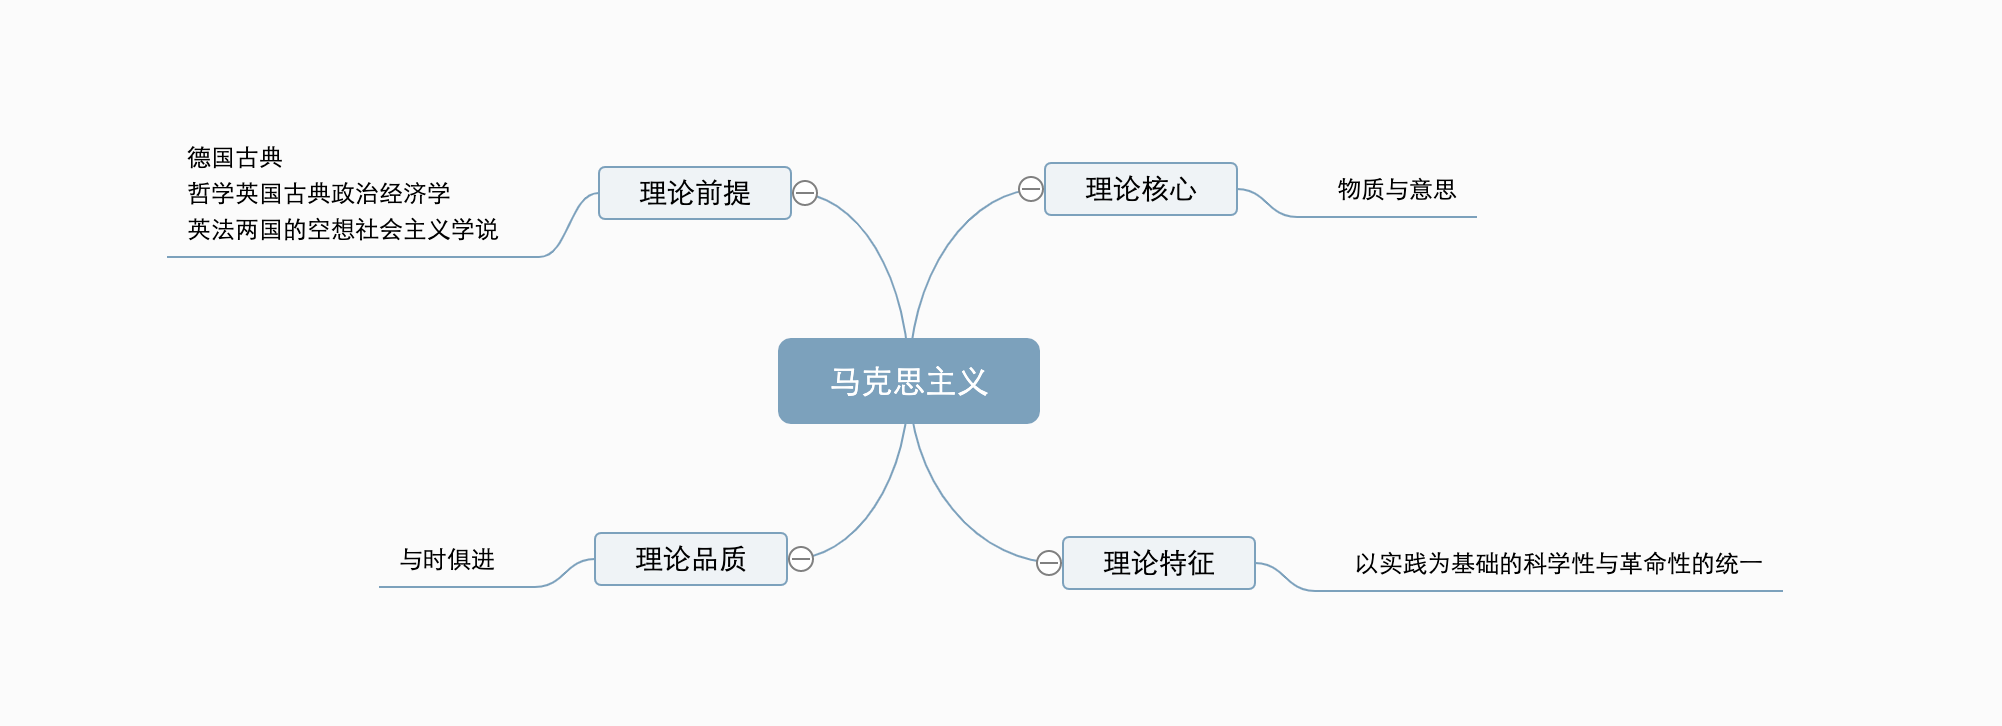 德国古典
哲学英国古典政治经济学
英法两国的空想社会主义学说
理论前提
理论核心
物质与意思
马克思主义
与时俱进
理论品质
理论特征
以实践为基础的科学性与革命性的统一